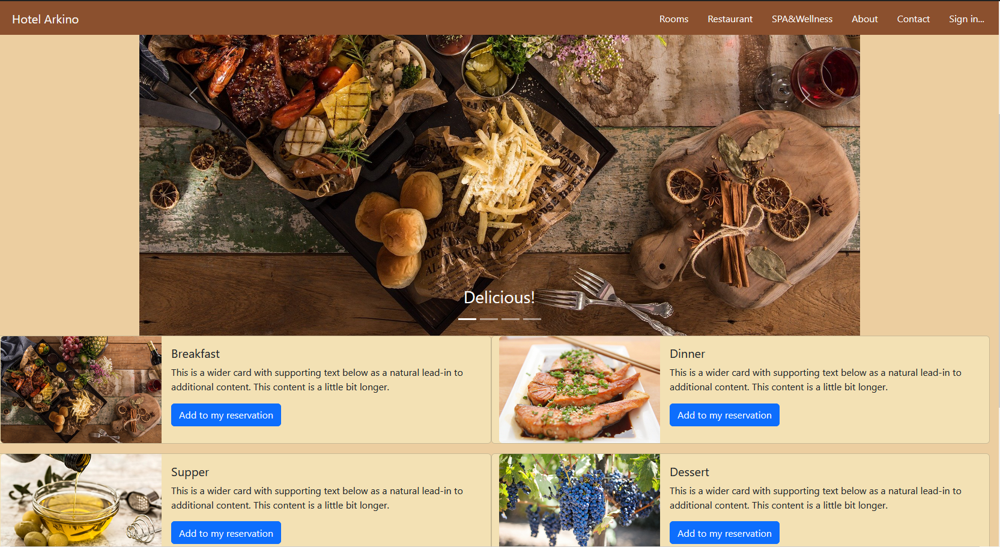 Hotel Arkino
Rooms
Restaurant
SPA&Wellness
About
Contact
Sign in...
Delicious!
Breakfast
This is a wider card with supporting text below as a natural lead-in to
additional content. This content is a little bit longer.
Add to my reservation
Dinner
This is a wider card with supporting text below as a natural lead-in to
additional content. This content is a little bit longer.
Add to my reservation
Supper
This is a wider card with supporting text below as a natural lead-in to
additional content. This content is a little bit longer.
Add to my reservation
Dessert
This is a wider card with supporting text below as a natural lead-in to
additional content. This content is a little bit longer.
Add to my reservation